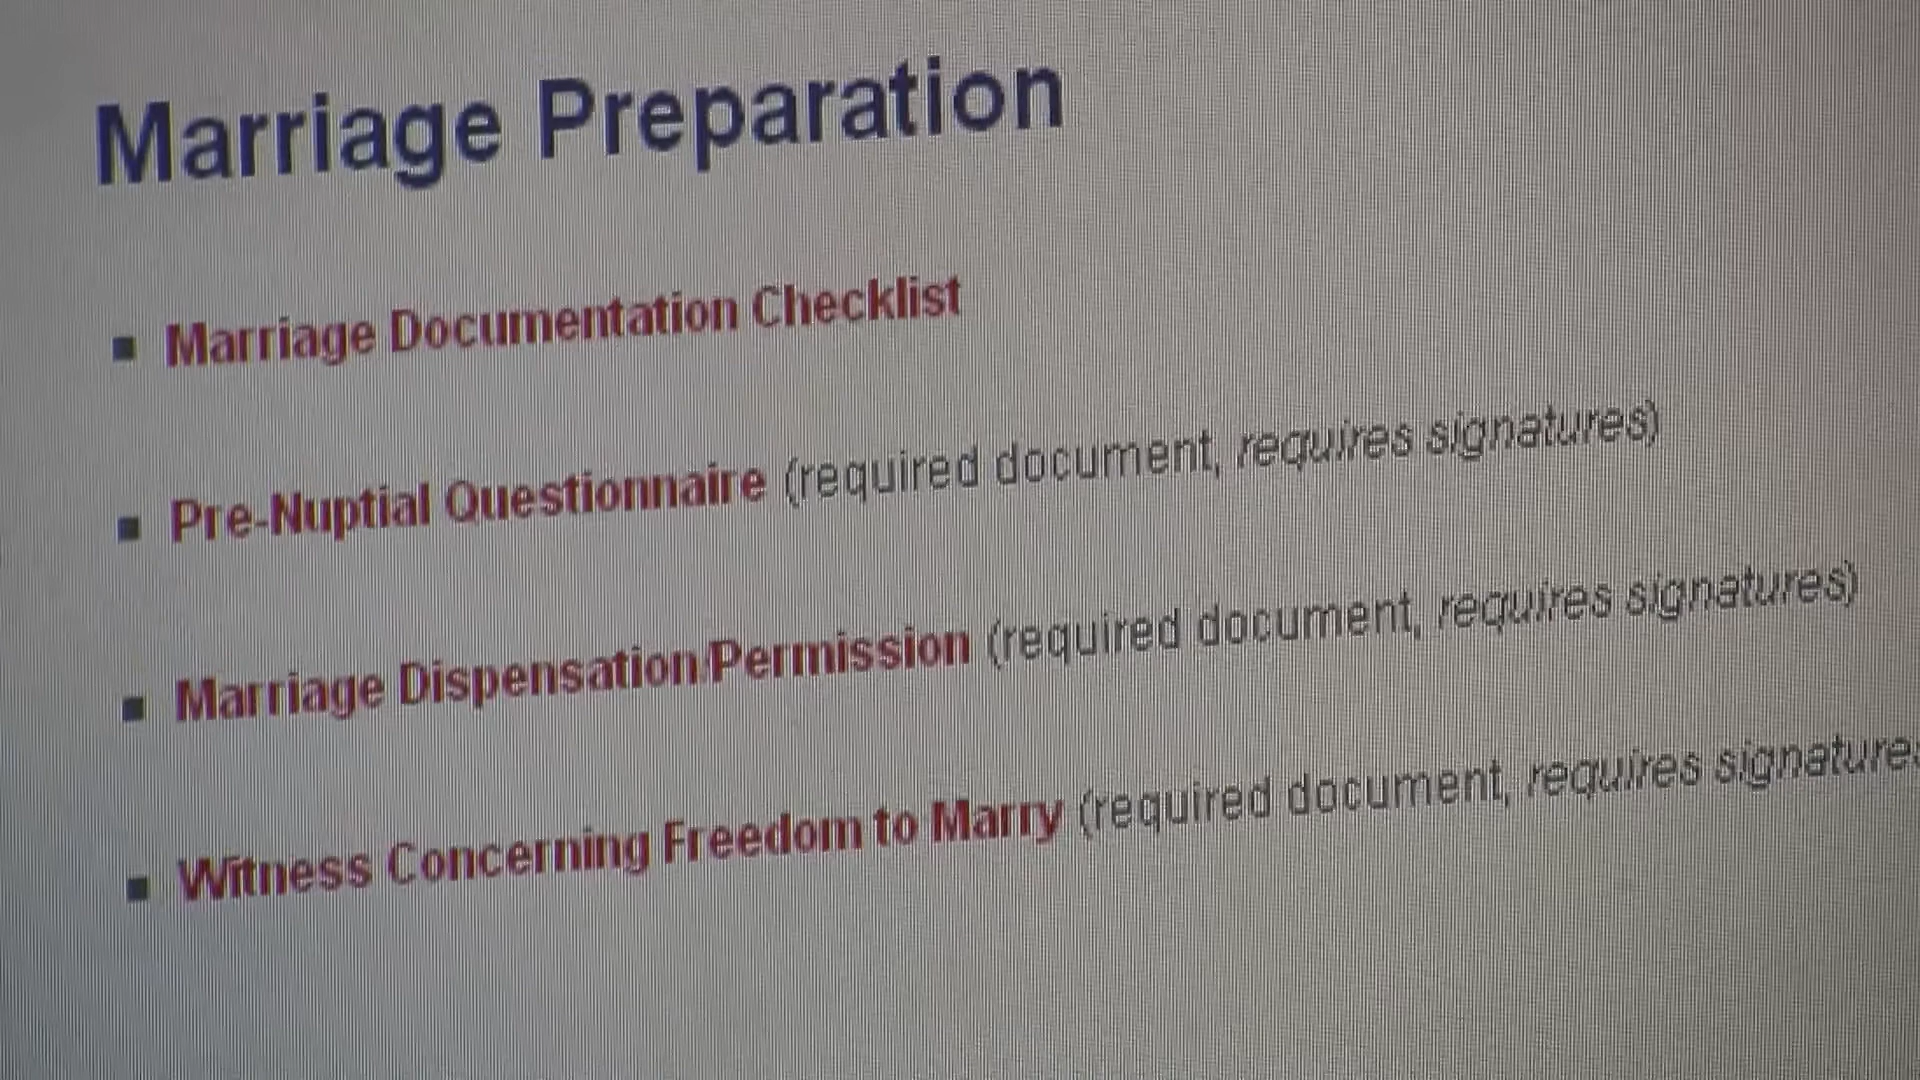 Marriage Preparation
▪ Marriage Documentation Checklist
▪ Pre-Nuptial Questionnaire (required document, requires signatures)
▪ Marriage Dispensation/Permission (required document, requires signatures)
▪ Witness Concerning Freedom to Marry (required document, requires signatures